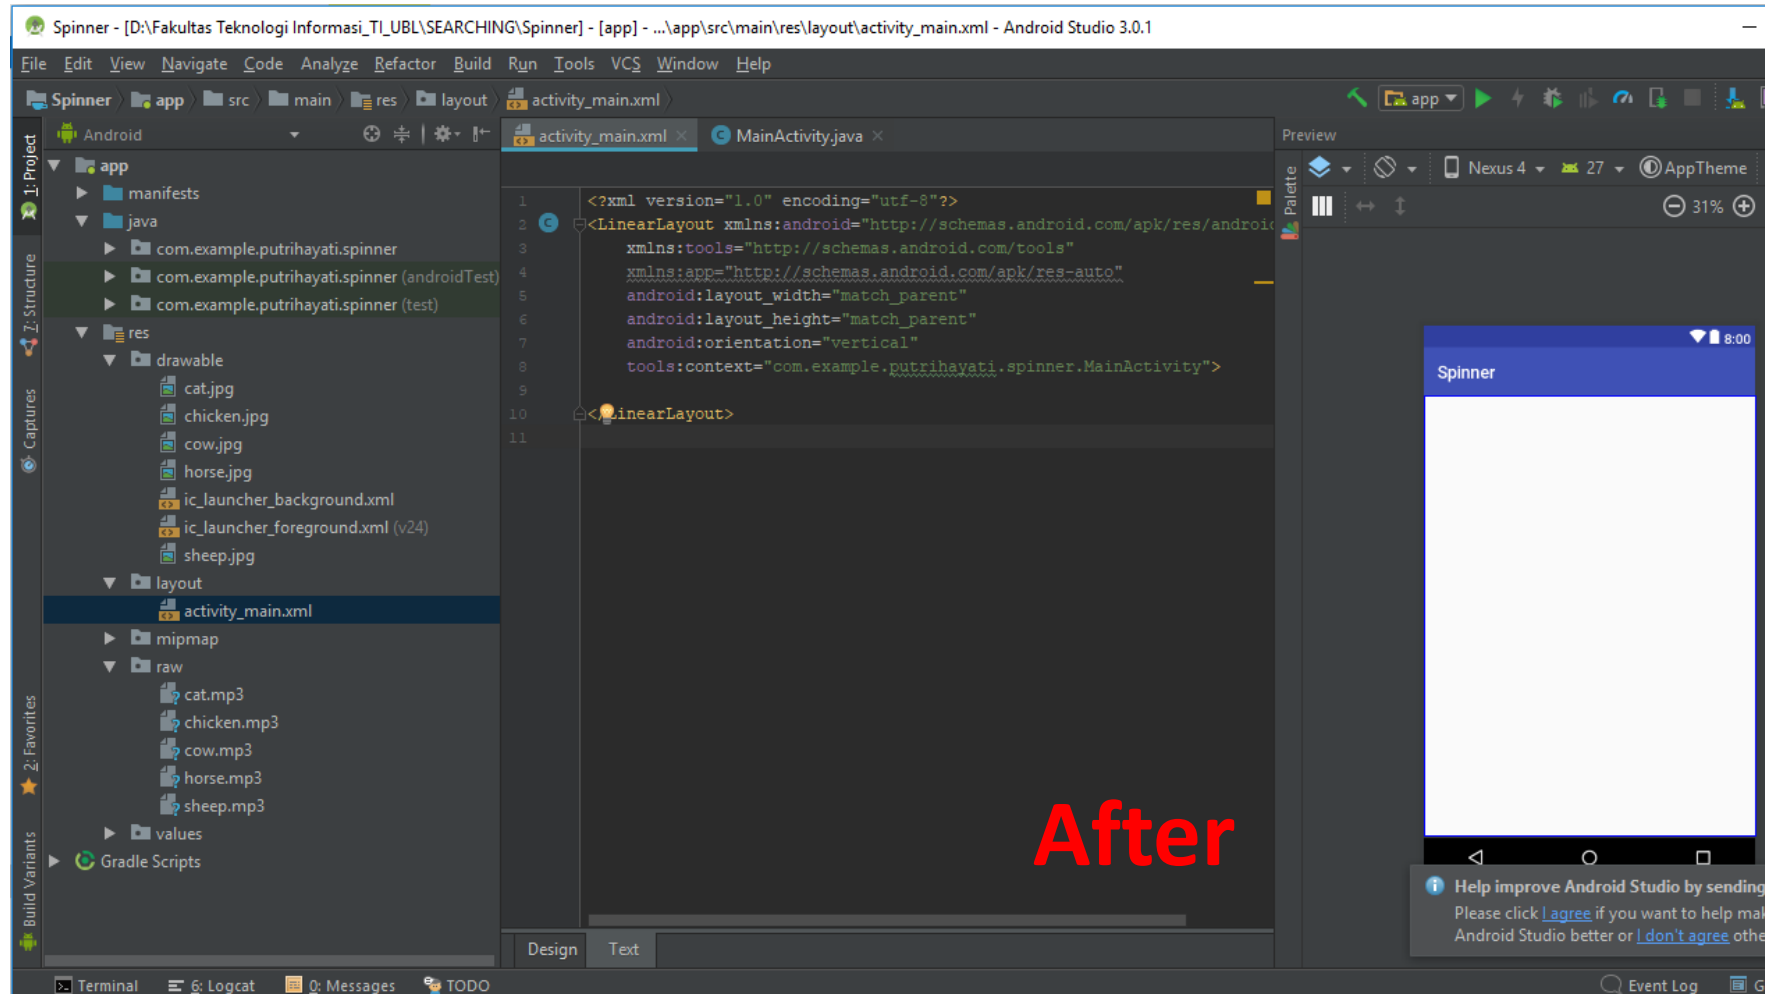 Spinner - [D:\Fakultas Teknologi Informasi_TI_UBL\SEARCHING\Spinner] - [app] - ...\app\src\main\res\layout\activity_main.xml - Android Studio 3.0.1
File Edit View Navigate Code Analyze Refactor Build Run Tools VCS Window Help
Spinner app src main res layout activity_main.xml
app
1: Project
7: Structure
Captures
2: Favorites
Build Variants
Android
app
manifests
java
com.example.putrihayati.spinner
com.example.putrihayati.spinner (androidTest)
com.example.putrihayati.spinner (test)
res
drawable
cat.jpg
chicken.jpg
cow.jpg
horse.jpg
ic_launcher_background.xml
ic_launcher_foreground.xml (v24)
sheep.jpg
layout
activity_main.xml
mipmap
raw
cat.mp3
chicken.mp3
cow.mp3
horse.mp3
sheep.mp3
values
Gradle Scripts
activity_main.xml MainActivity.java
1 <?xml version="1.0" encoding="utf-8"?>
2 <LinearLayout xmlns:android="http://schemas.android.com/apk/res/android
3 xmlns:tools="http://schemas.android.com/tools"
4 xmlns:app="http://schemas.android.com/apk/res-auto"
5 android:layout_width="match_parent"
6 android:layout_height="match_parent"
7 android:orientation="vertical"
8 tools:context="com.example.putrihayati.spinner.MainActivity">
9
10 </LinearLayout>
11
After
Design Text
Preview
Palette
Nexus 4 27 AppTheme
31%
8:00
Spinner
Help improve Android Studio by sending
Please click I agree if you want to help
Android Studio better or I don't agree
Terminal 6: Logcat 0: Messages TODO
Event Log